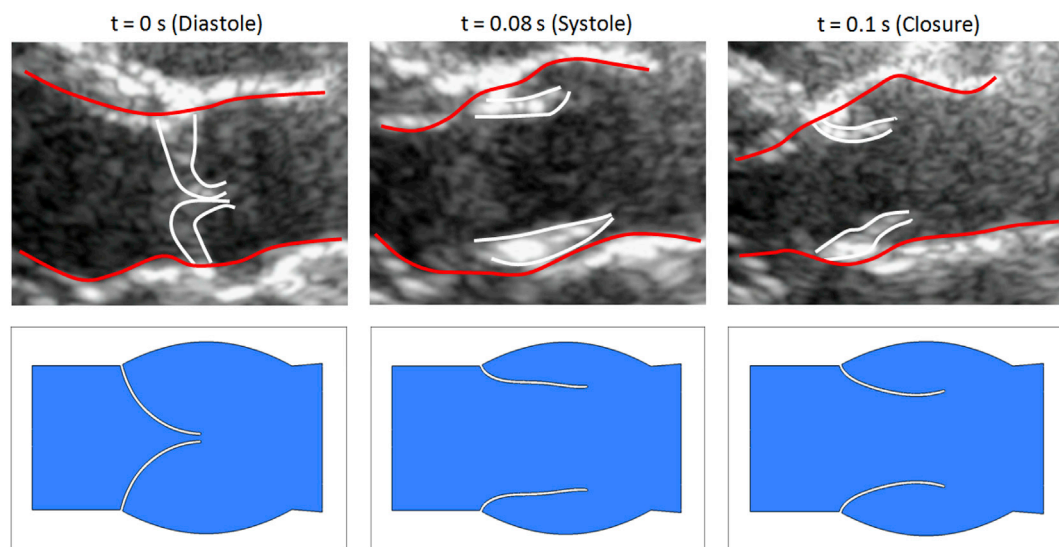 t = 0 s (Diastole)
t = 0.08 s (Systole)
t = 0.1 s (Closure)